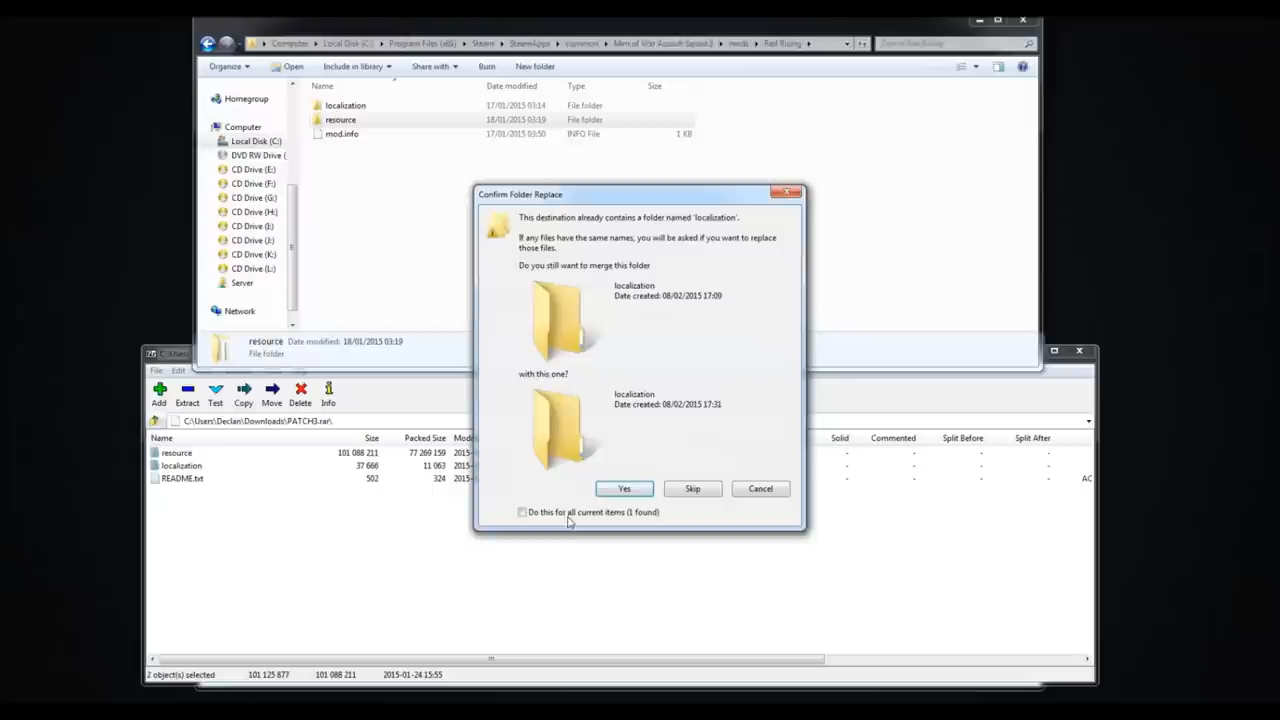 Computer Local Disk (C:) Program Files (x86) Steam SteamApps common Men of War Assault Squad 2 mods Red Rising
Organize Open Include in library Share with Burn New folder
Name Date modified Type Size
Homegroup
Computer
Local Disk (C:)
DVD RW Drive (
CD Drive (E:)
CD Drive (F:)
CD Drive (G:)
CD Drive (H:)
CD Drive (I:)
CD Drive (J:)
CD Drive (K:)
CD Drive (L:)
Server
Network
localization 17/01/2015 03:14 File folder
resource 18/01/2015 03:19 File folder
mod.info 17/01/2015 03:50 INFO File 1 KB
resource Date modified: 18/01/2015 03:19
File folder
Confirm Folder Replace
This destination already contains a folder named 'localization'.
If any files have the same names, you will be asked if you want to replace
those files.
Do you still want to merge this folder
localization
Date created: 08/02/2015 17:09
with this one?
localization
Date created: 08/02/2015 17:31
Yes Skip Cancel
Do this for all current items (1 found)
File Edit
Add Extract Test Copy Move Delete Info
C:\Users\Declan\Downloads\PATCH3.rar\
Name Size Packed Size Modi Solid Commented Split Before Split After
resource 101 088 211 77 269 159 2015- - - - -
localization 37 666 11 063 2015- - - - -
README.txt 502 324 2015- - - - - AC
2 object(s) selected 101 125 877 101 088 211 2015-01-24 15:55